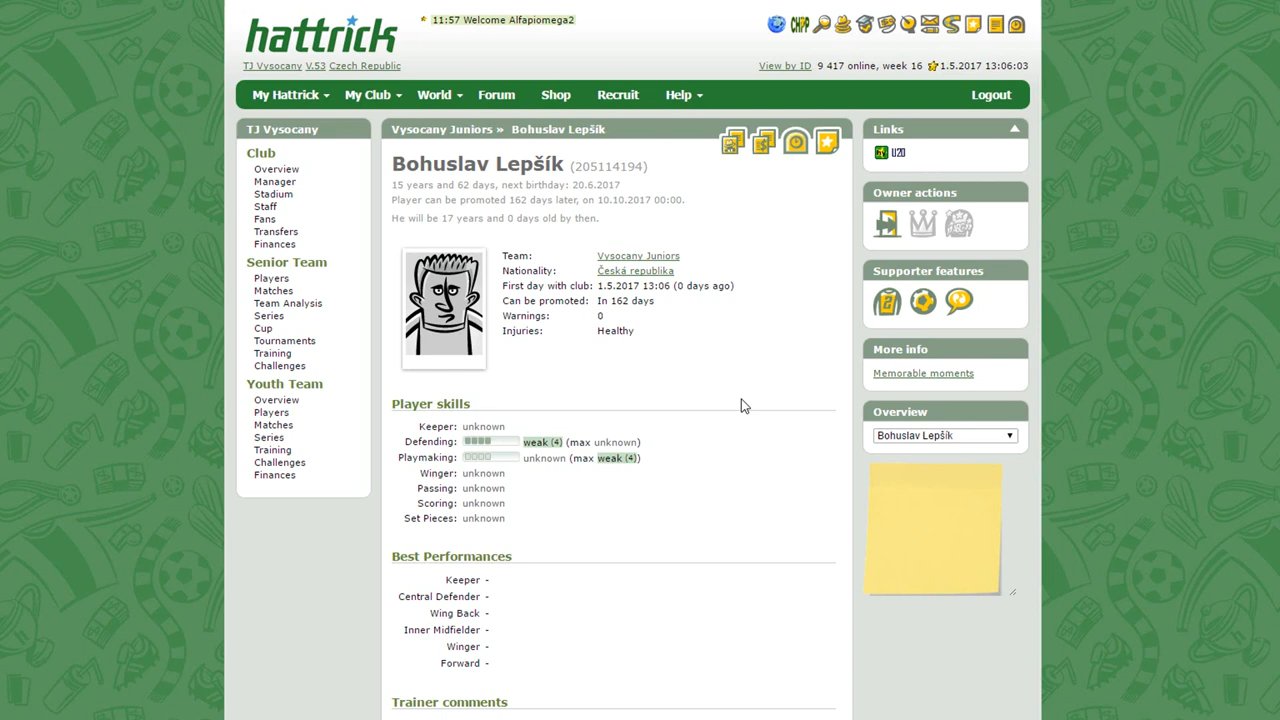 hattrick
11:57 Welcome Alfapiomega2
CHPP
TJ Vysocany V.53 Czech Republic
View by ID 9 417 online, week 16 1.5.2017 13:06:03
My Hattrick My Club World Forum Shop Recruit Help Logout
TJ Vysocany
Club
Overview
Manager
Stadium
Staff
Fans
Transfers
Finances
Senior Team
Players
Matches
Team Analysis
Series
Cup
Tournaments
Training
Challenges
Youth Team
Overview
Players
Matches
Series
Training
Challenges
Finances
Vysocany Juniors » Bohuslav Lepšík
Bohuslav Lepšík (205114194)
15 years and 62 days, next birthday: 20.6.2017
Player can be promoted 162 days later, on 10.10.2017 00:00.
He will be 17 years and 0 days old by then.
Team: Vysocany Juniors
Nationality: Česká republika
First day with club: 1.5.2017 13:06 (0 days ago)
Can be promoted: In 162 days
Warnings: 0
Injuries: Healthy
Player skills
Keeper: unknown
Defending: weak (4) (max unknown)
Playmaking: unknown (max weak (4))
Winger: unknown
Passing: unknown
Scoring: unknown
Set Pieces: unknown
Best Performances
Keeper -
Central Defender -
Wing Back -
Inner Midfielder -
Winger -
Forward -
Trainer comments
Links
U20
Owner actions
Supporter features
2
More info
Memorable moments
Overview
Bohuslav Lepšík